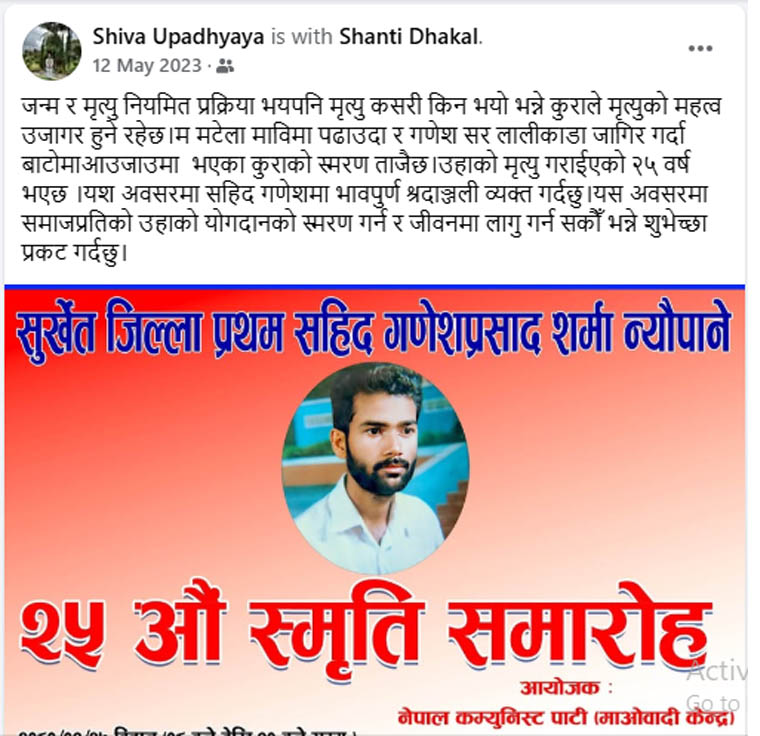 Shiva Upadhyaya is with Shanti Dhakal.
12 May 2023 ·
जन्म र मृत्यु नियमित प्रक्रिया भयपनि मृत्यु कसरी किन भयो भन्ने कुराले मृत्युको महत्व
उजागर हुने रहेछ।म मटेला माविमा पढाउदा र गणेश सर लालीकाडा जागिर गर्दा
बाटोमाआउजाउमा भएका कुराको स्मरण ताजैछ।उहाको मृत्यु गराईएको २५ वर्ष
भएछ ।यश अवसरमा सहिद गणेशमा भावपुर्ण श्रदाञ्जली व्यक्त गर्दछु।यस अवसरमा
समाजप्रतिको उहाको योगदानको स्मरण गर्न र जीवनमा लागु गर्न सकौँ भन्ने शुभेच्छा
प्रकट गर्दछु।
सुर्खेत जिल्ला प्रथम सहिद गणेशप्रसाद शर्मा न्यौपाने
२५ औं स्मृति समारोह
आयोजक :
नेपाल कम्युनिस्ट पार्टी (माओवादी केन्द्र)
Activ
Go to